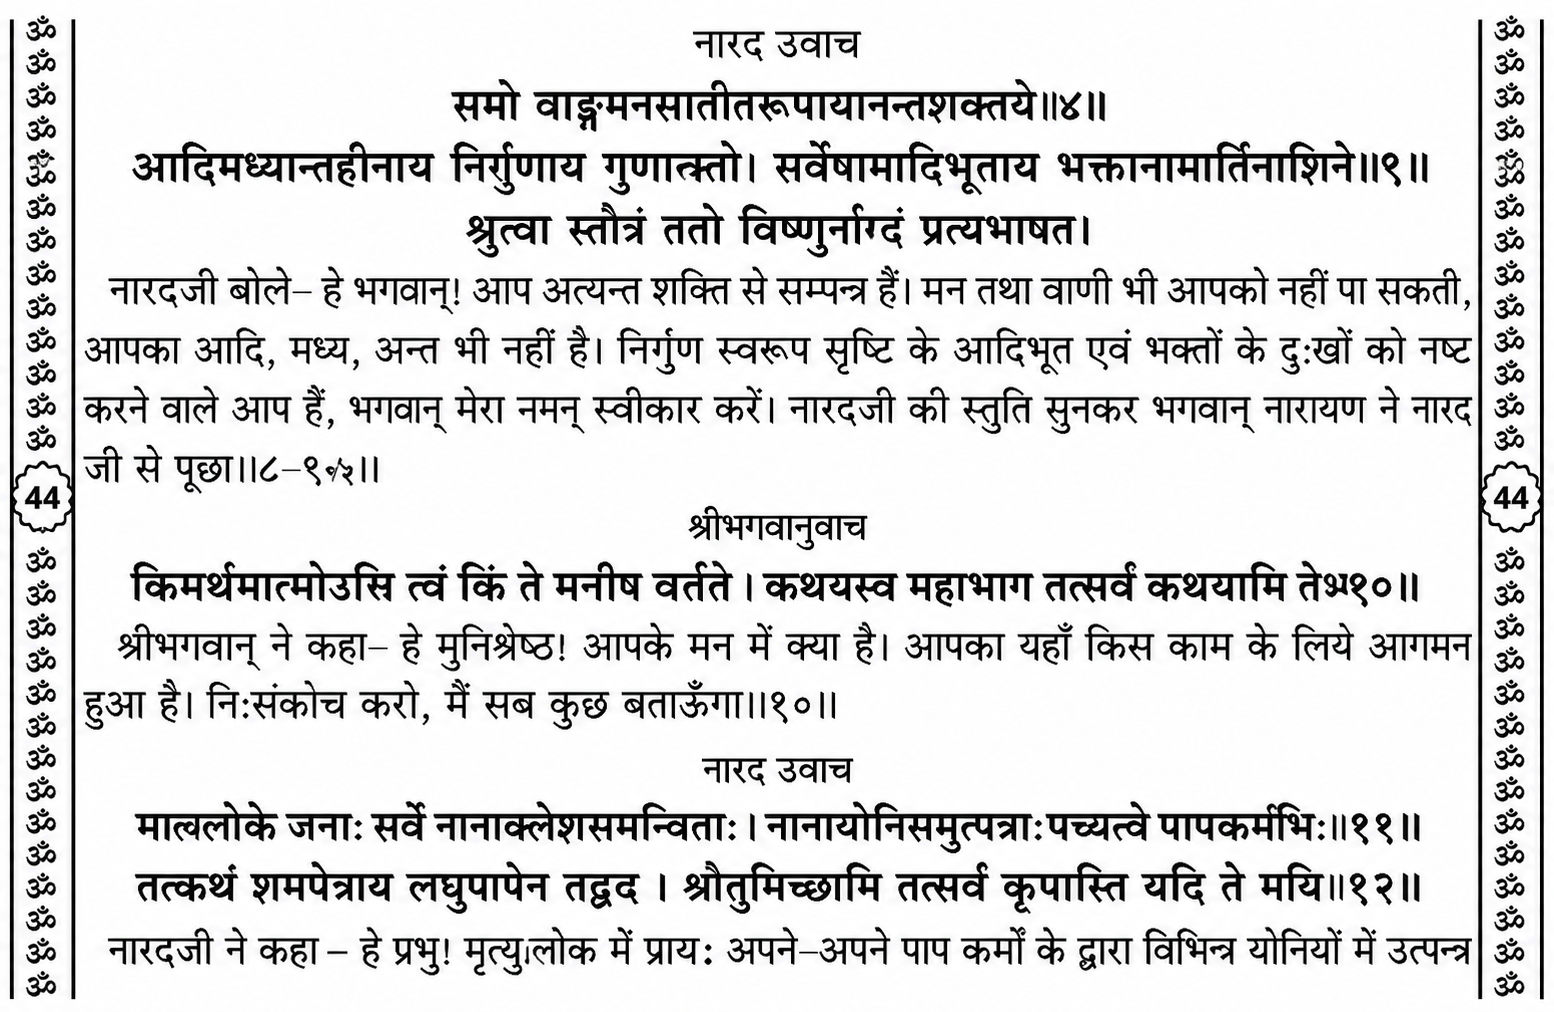 नारद उवाच
समो वाङ्गमनसातीतरूपायानन्तशक्तये॥४॥
आदिमध्यान्तहीनाय निर्गुणाय गुणात्क्तो। सर्वेषामादिभूताय भक्तानामार्तिनाशिने॥९॥
श्रुत्वा स्तौत्रं ततो विष्णुर्नाग्दं प्रत्यभाषत।
नारदजी बोले– हे भगवान्! आप अत्यन्त शक्ति से सम्पन्त्र हैं। मन तथा वाणी भी आपको नहीं पा सकती,
आपका आदि, मध्य, अन्त भी नहीं है। निर्गुण स्वरूप सृष्टि के आदिभूत एवं भक्तों के दुःखों को नष्ट
करने वाले आप हैं, भगवान् मेरा नमन् स्वीकार करें। नारदजी की स्तुति सुनकर भगवान् नारायण ने नारद
जी से पूछा॥८–९
44
44
श्रीभगवानुवाच
किमर्थमात्मोउसि त्वं किं ते मनीष वर्तते। कथयस्व महाभाग तत्सर्वं कथयामि १०॥
श्रीभगवान् ने कहा– हे मुनिश्रेष्ठ! आपके मन में क्या है। आपका यहाँ किस काम के लिये आगमन
हुआ है। निःसंकोच करो, मैं सब कुछ बताऊँगा॥१०॥
नारद उवाच
मात्वलोके जनाः सर्वे नानाक्लेशसमन्विताः। नानायोनिसमुत्पत्राःपच्यत्वे पापकर्मभिः॥११॥
तत्कथं शमपेत्राय लघुपापेन तद्वद। श्रौतुमिच्छामि तत्सर्व कृपास्ति यदि ते मयि॥१२॥
नारदजी ने कहा – हे प्रभु! मृत्युलोक में प्रायः अपने–अपने पाप कर्मों के द्वारा विभिन्त्र योनियों में उत्पन्त्र